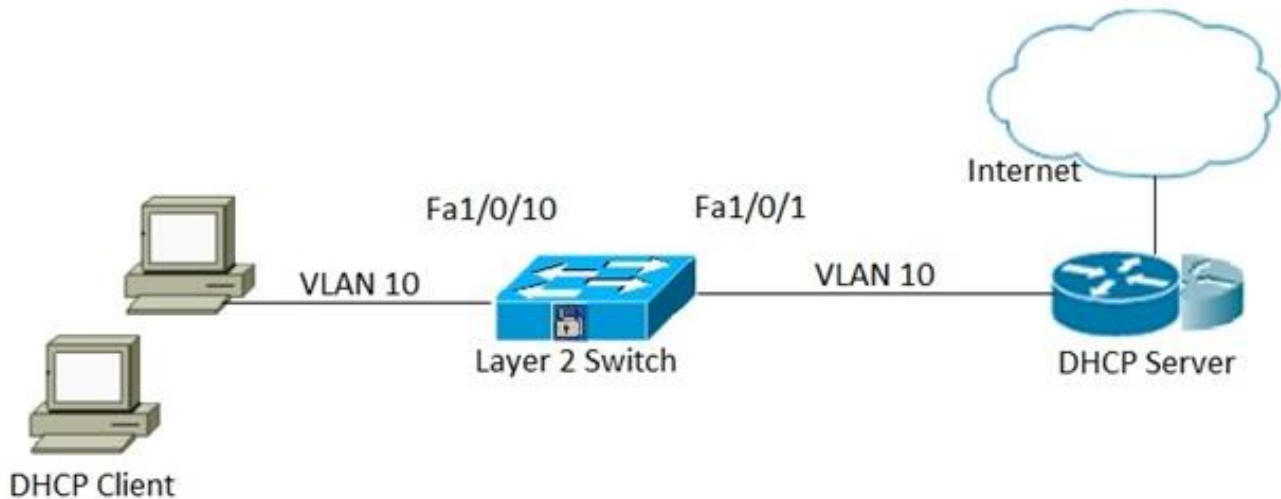 Internet
Fa1/0/10
Fa1/0/1
VLAN 10
VLAN 10
Layer 2 Switch
DHCP Server
DHCP Client